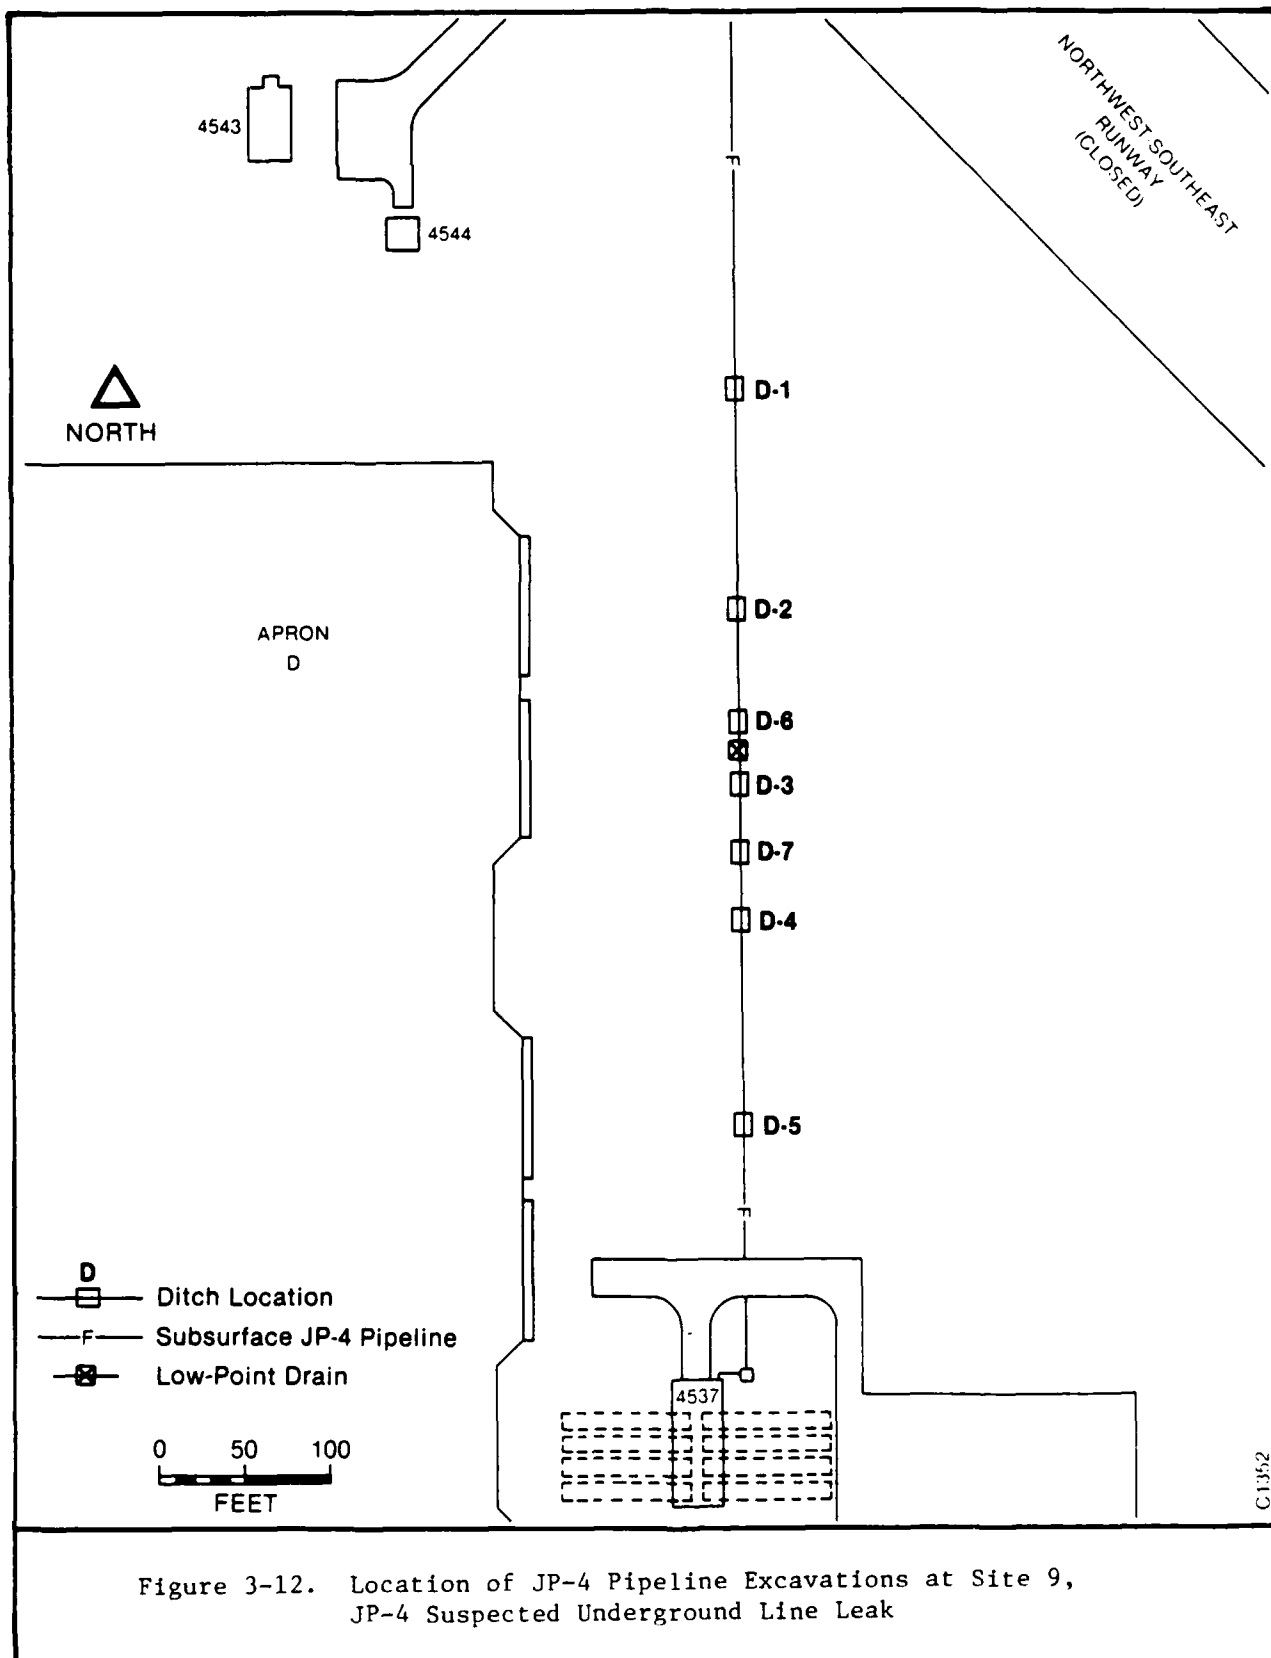 NORTHWEST-SOUTHEAST
RUNWAY
(CLOSED)
4543
4544
F
D-1
NORTH
D-2
APRON
D
D-6
D-3
D-7
D-4
D-5
F
D
Ditch Location
F
Subsurface JP-4 Pipeline
Low-Point Drain
4537
0 50 100
FEET
C1352
Figure 3-12. Location of JP-4 Pipeline Excavations at Site 9,
JP-4 Suspected Underground Line Leak